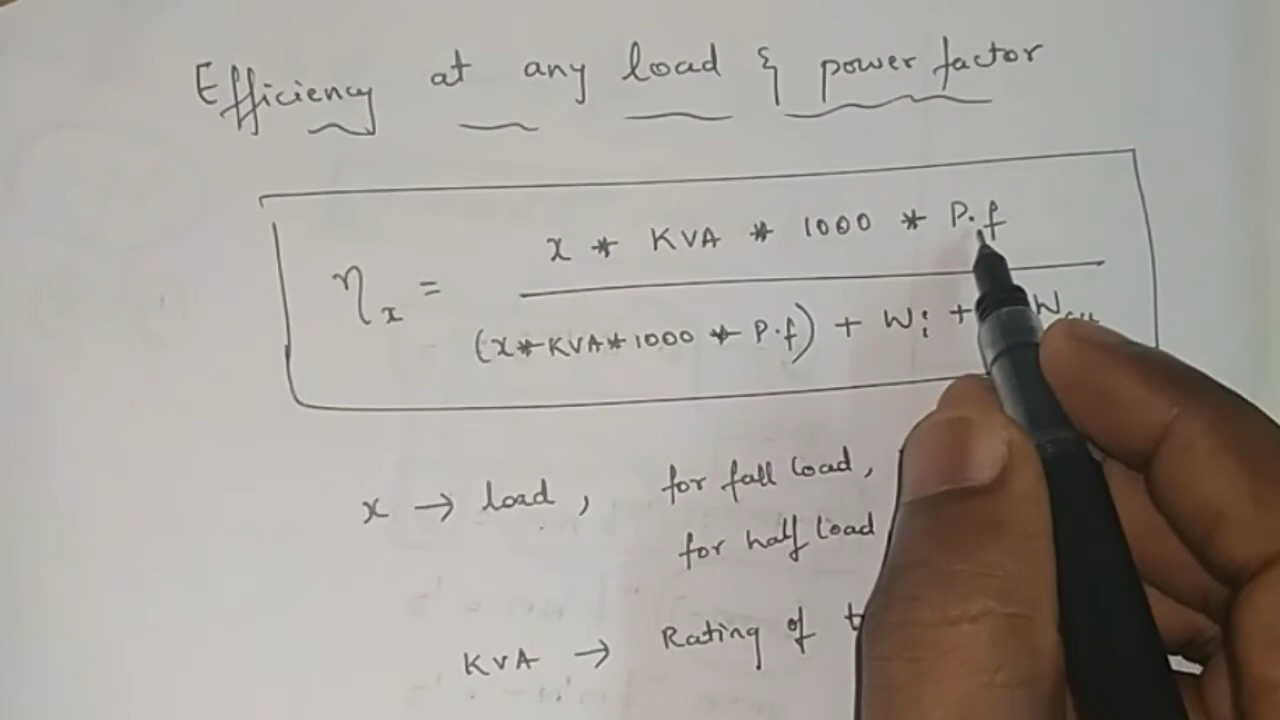 Efficiency at any load & power factor
x * KVA * 1000 * P.f
ηx =
(x*KVA*1000 * P.f) + Wi +
x → load , for fall load ,
for half load
KVA → Rating of